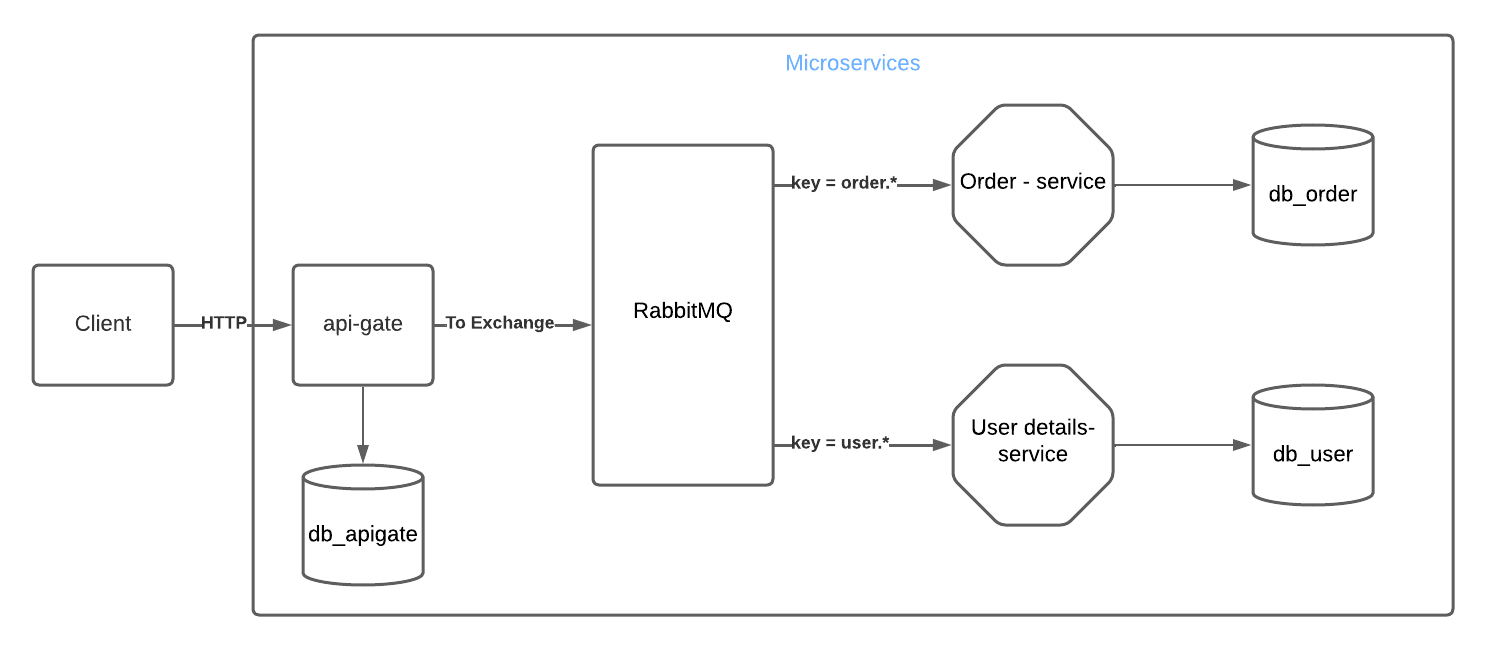 Microservices
Client
HTTP
api-gate
To Exchange
RabbitMQ
key = order.*
Order - service
db_order
key = user.*
User details-
service
db_user
db_apigate